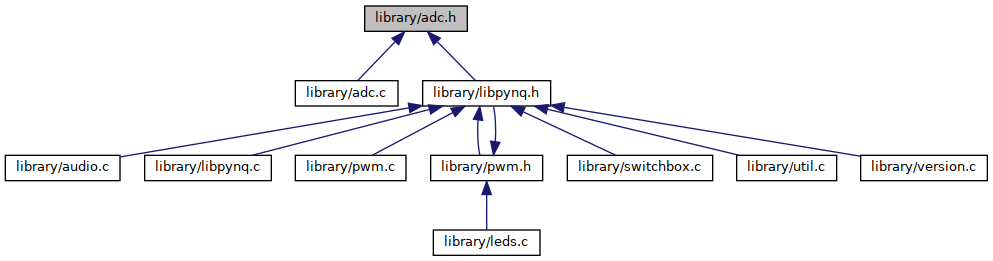 library/adc.h
library/adc.c
library/libpynq.h
library/audio.c
library/libpynq.c
library/pwm.c
library/pwm.h
library/switchbox.c
library/util.c
library/version.c
library/leds.c